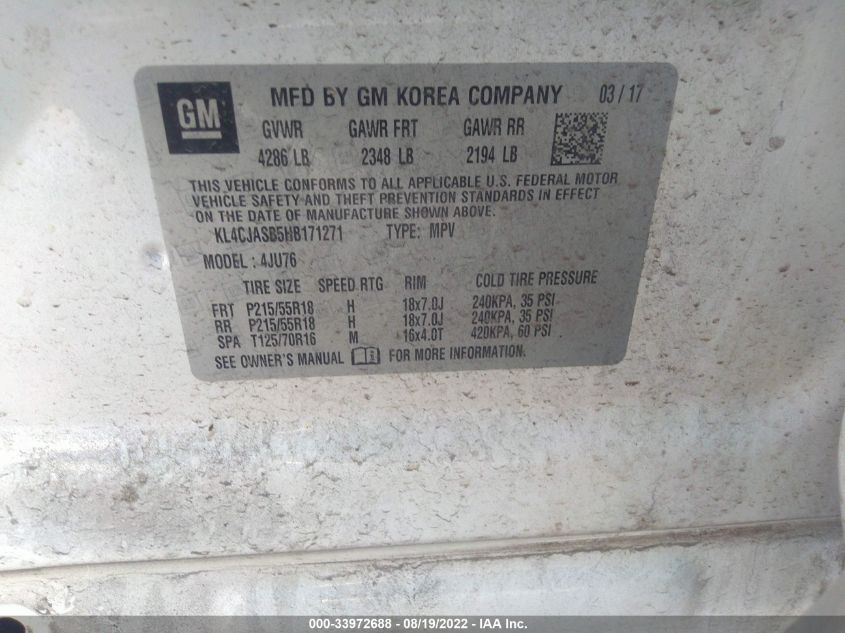 GM MFD BY GM KOREA COMPANY 03/17
GVWR GAWR FRT GAWR RR
4286 LB 2348 LB 2194 LB
THIS VEHICLE CONFORMS TO ALL APPLICABLE U.S. FEDERAL MOTOR
VEHICLE SAFETY AND THEFT PREVENTION STANDARDS IN EFFECT
ON THE DATE OF MANUFACTURE SHOWN ABOVE.
KL4CJASB5HB171271 TYPE: MPV
MODEL: 4JU76
TIRE SIZE SPEED RTG RIM COLD TIRE PRESSURE
FRT P215/55R18 H 18x7.0J 240KPA, 35 PSI
RR P215/55R18 H 18x7.0J 240KPA, 35 PSI
SPA T125/70R16 M 16x4.0T 420KPA, 60 PSI
SEE OWNER'S MANUAL FOR MORE INFORMATION.
000-33972688 - 08/19/2022 - IAA Inc.